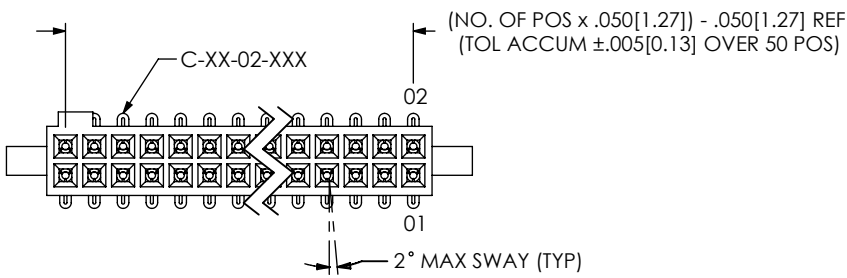 (NO. OF POS x .050[1.27]) - .050[1.27] REF
(TOL ACCUM ±.005[0.13] OVER 50 POS)
C-XX-02-XXX
02
01
2° MAX SWAY (TYP)